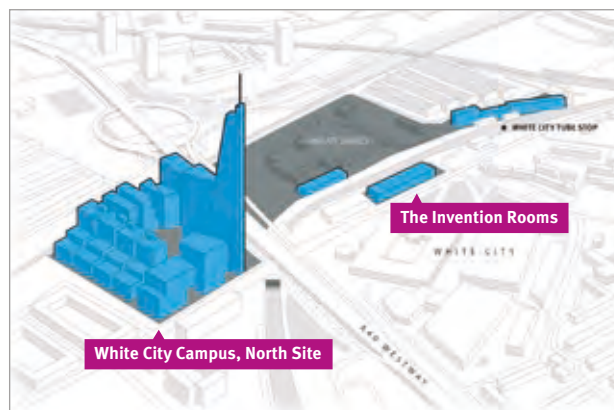 WHITE CITY TUBE STOP
The Invention Rooms
WHITE CITY
White City Campus, North Site
A40 WESTWAY